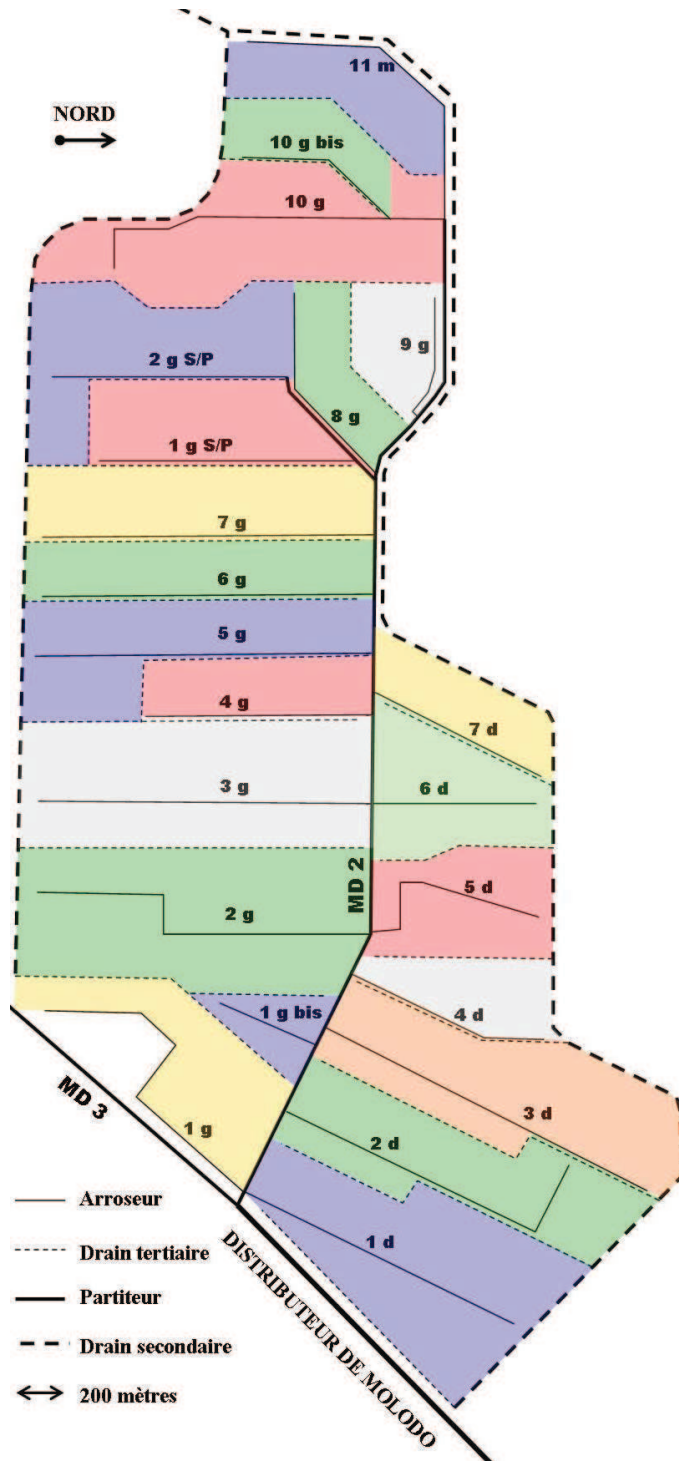 11 m
NORD
10 g bis
10 g
9 g
2 g S/P
8 g
1 g S/P
7 g
6 g
5 g
4 g
7 d
3 g
6 d
MD 2
5 d
2 g
1 g bis
4 d
MD 3
1 g
3 d
2 d
1 d
Arroseur
Drain tertiaire
Partiteur
Drain secondaire
200 mètres
DISTRIBUTEUR DE MOLODO